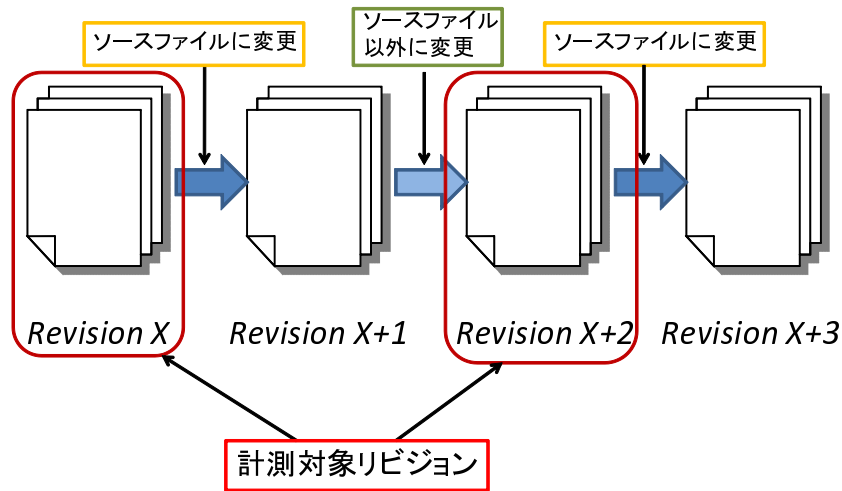 ソースファイルに変更
ソースファイル
以外に変更
ソースファイルに変更
Revision X
Revision X+1
Revision X+2
Revision X+3
計測対象リビジョン